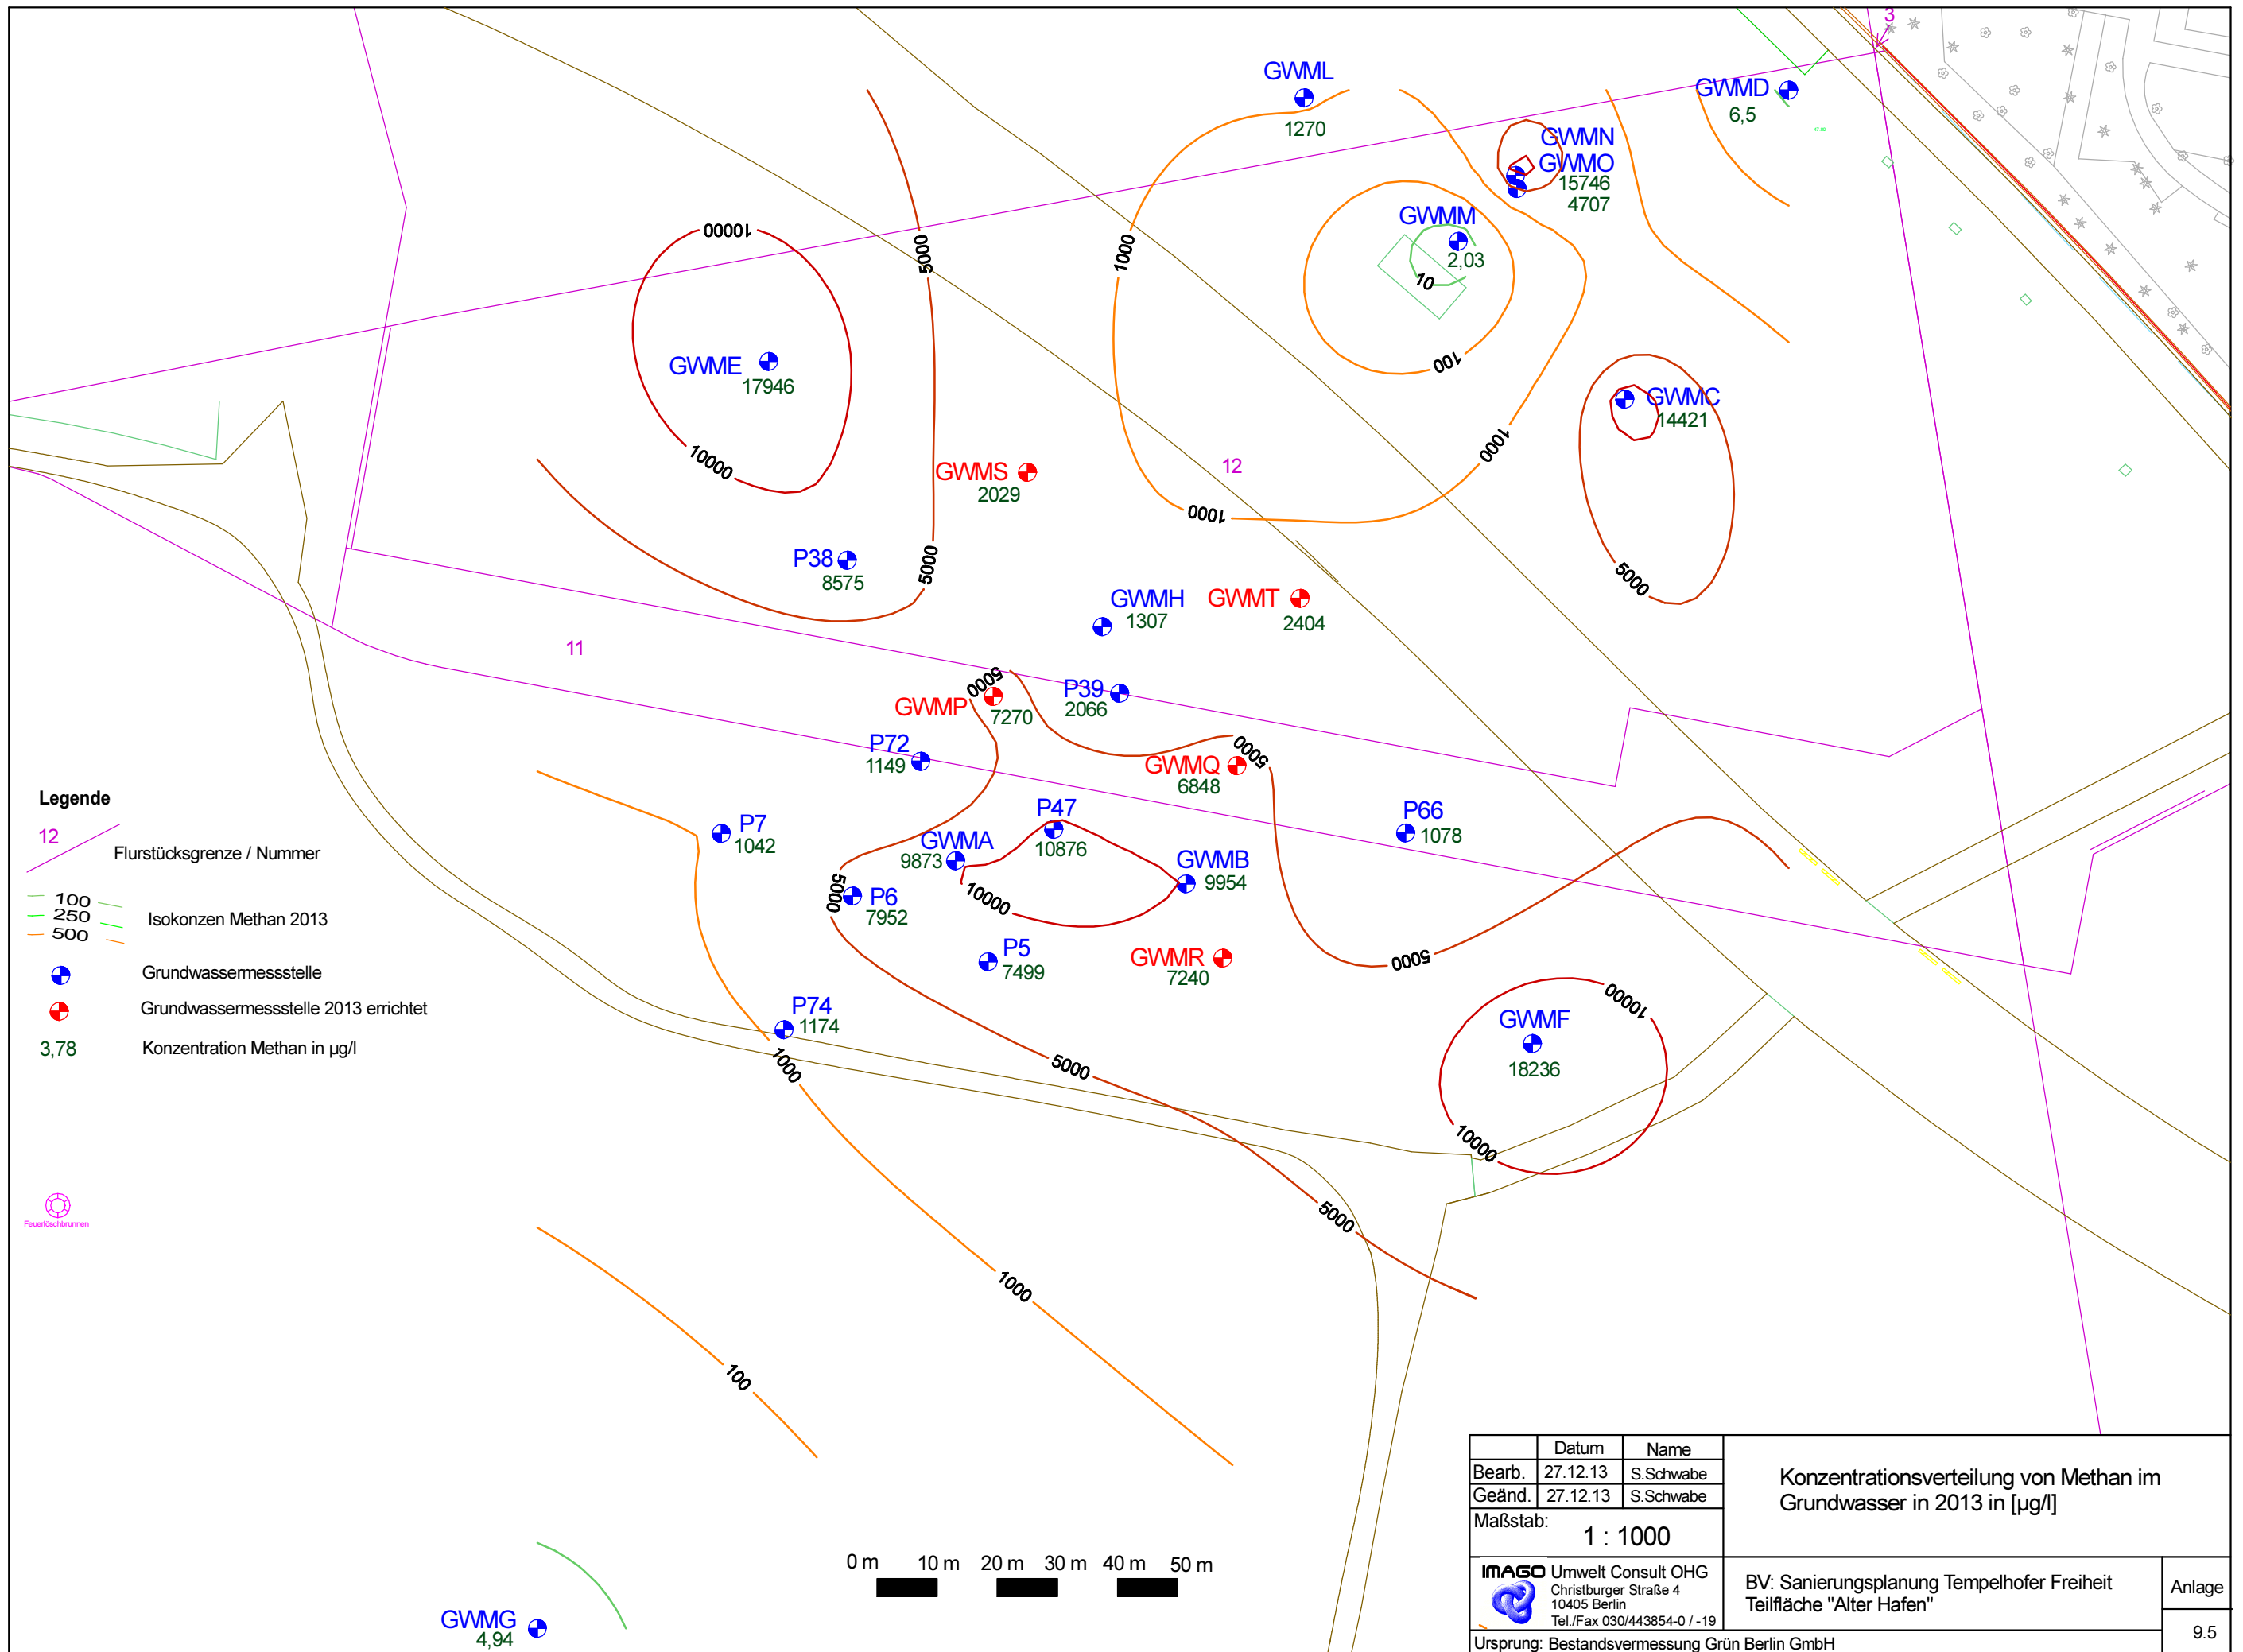 3
GWML
1270
GWMD
6,5
47.80
GWMN
GWMO
15746
4707
GWMM
2,03
10
10000
5000
1000
100
GWME
17946
10000
GWMC
14421
1000
GWMS
2029
12
1000
P38
8575
5000
5000
GWMH
1307
GWMT
2404
11
5000
GWMP
7270
P39
2066
P72
1149
5000
GWMQ
6848
P7
1042
P47
10876
P66
1078
GWMA
9873
GWMB
9954
5000
P6
7952
10000
P5
7499
GWMR
7240
5000
10000
P74
1174
GWMF
18236
1000
5000
10000
5000
1000
100
GWMG
4,94
Legende
12
Flurstücksgrenze / Nummer
100
250
500
Isokonzen Methan 2013
Grundwassermessstelle
Grundwassermessstelle 2013 errichtet
3,78
Konzentration Methan in µg/l
Feuerlöschbrunnen
0 m 10 m 20 m 30 m 40 m 50 m
Datum Name
Bearb. 27.12.13 S.Schwabe
Geänd. 27.12.13 S.Schwabe
Maßstab:
1 : 1000
Konzentrationsverteilung von Methan im
Grundwasser in 2013 in [µg/l]
IMAGO Umwelt Consult OHG
Christburger Straße 4
10405 Berlin
Tel./Fax 030/443854-0 / -19
BV: Sanierungsplanung Tempelhofer Freiheit
Teilfläche "Alter Hafen"
Anlage
9.5
Ursprung: Bestandsvermessung Grün Berlin GmbH